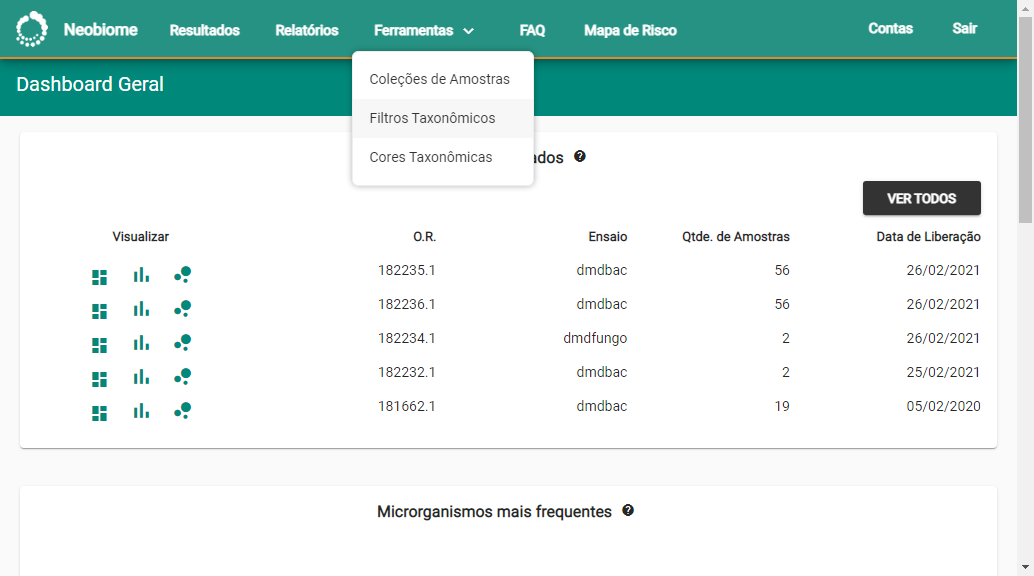 Neobiome Resultados Relatórios Ferramentas FAQ Mapa de Risco Contas Sair
Dashboard Geral
Coleções de Amostras
Filtros Taxonômicos
Cores Taxonômicas
VER TODOS
Visualizar O.R. Ensaio Qtde. de Amostras Data de Liberação
182235.1 dmdbac 56 26/02/2021
182236.1 dmdbac 56 26/02/2021
182234.1 dmdfungo 2 26/02/2021
182232.1 dmdbac 2 25/02/2021
181662.1 dmdbac 19 05/02/2020
Microrganismos mais frequentes ?